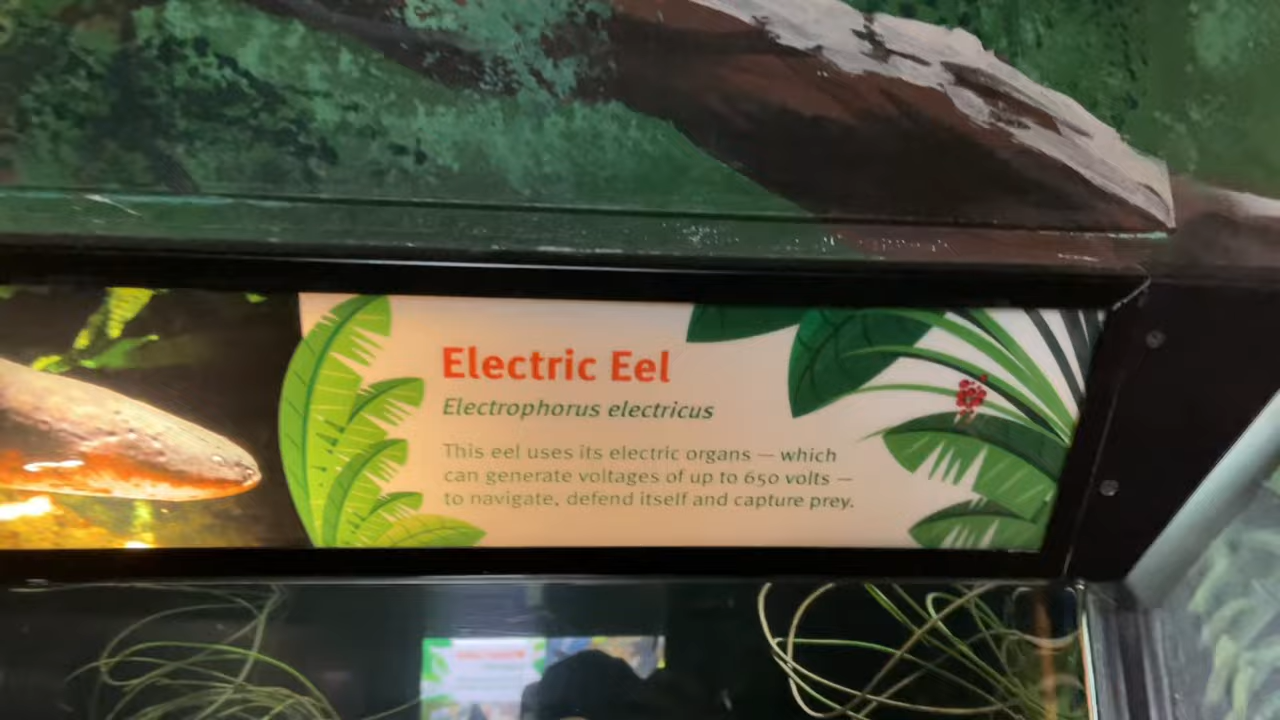 Electric Eel
Electrophorus electricus
This eel uses its electric organs — which
can generate voltages of up to 650 volts —
to navigate, defend itself and capture prey.